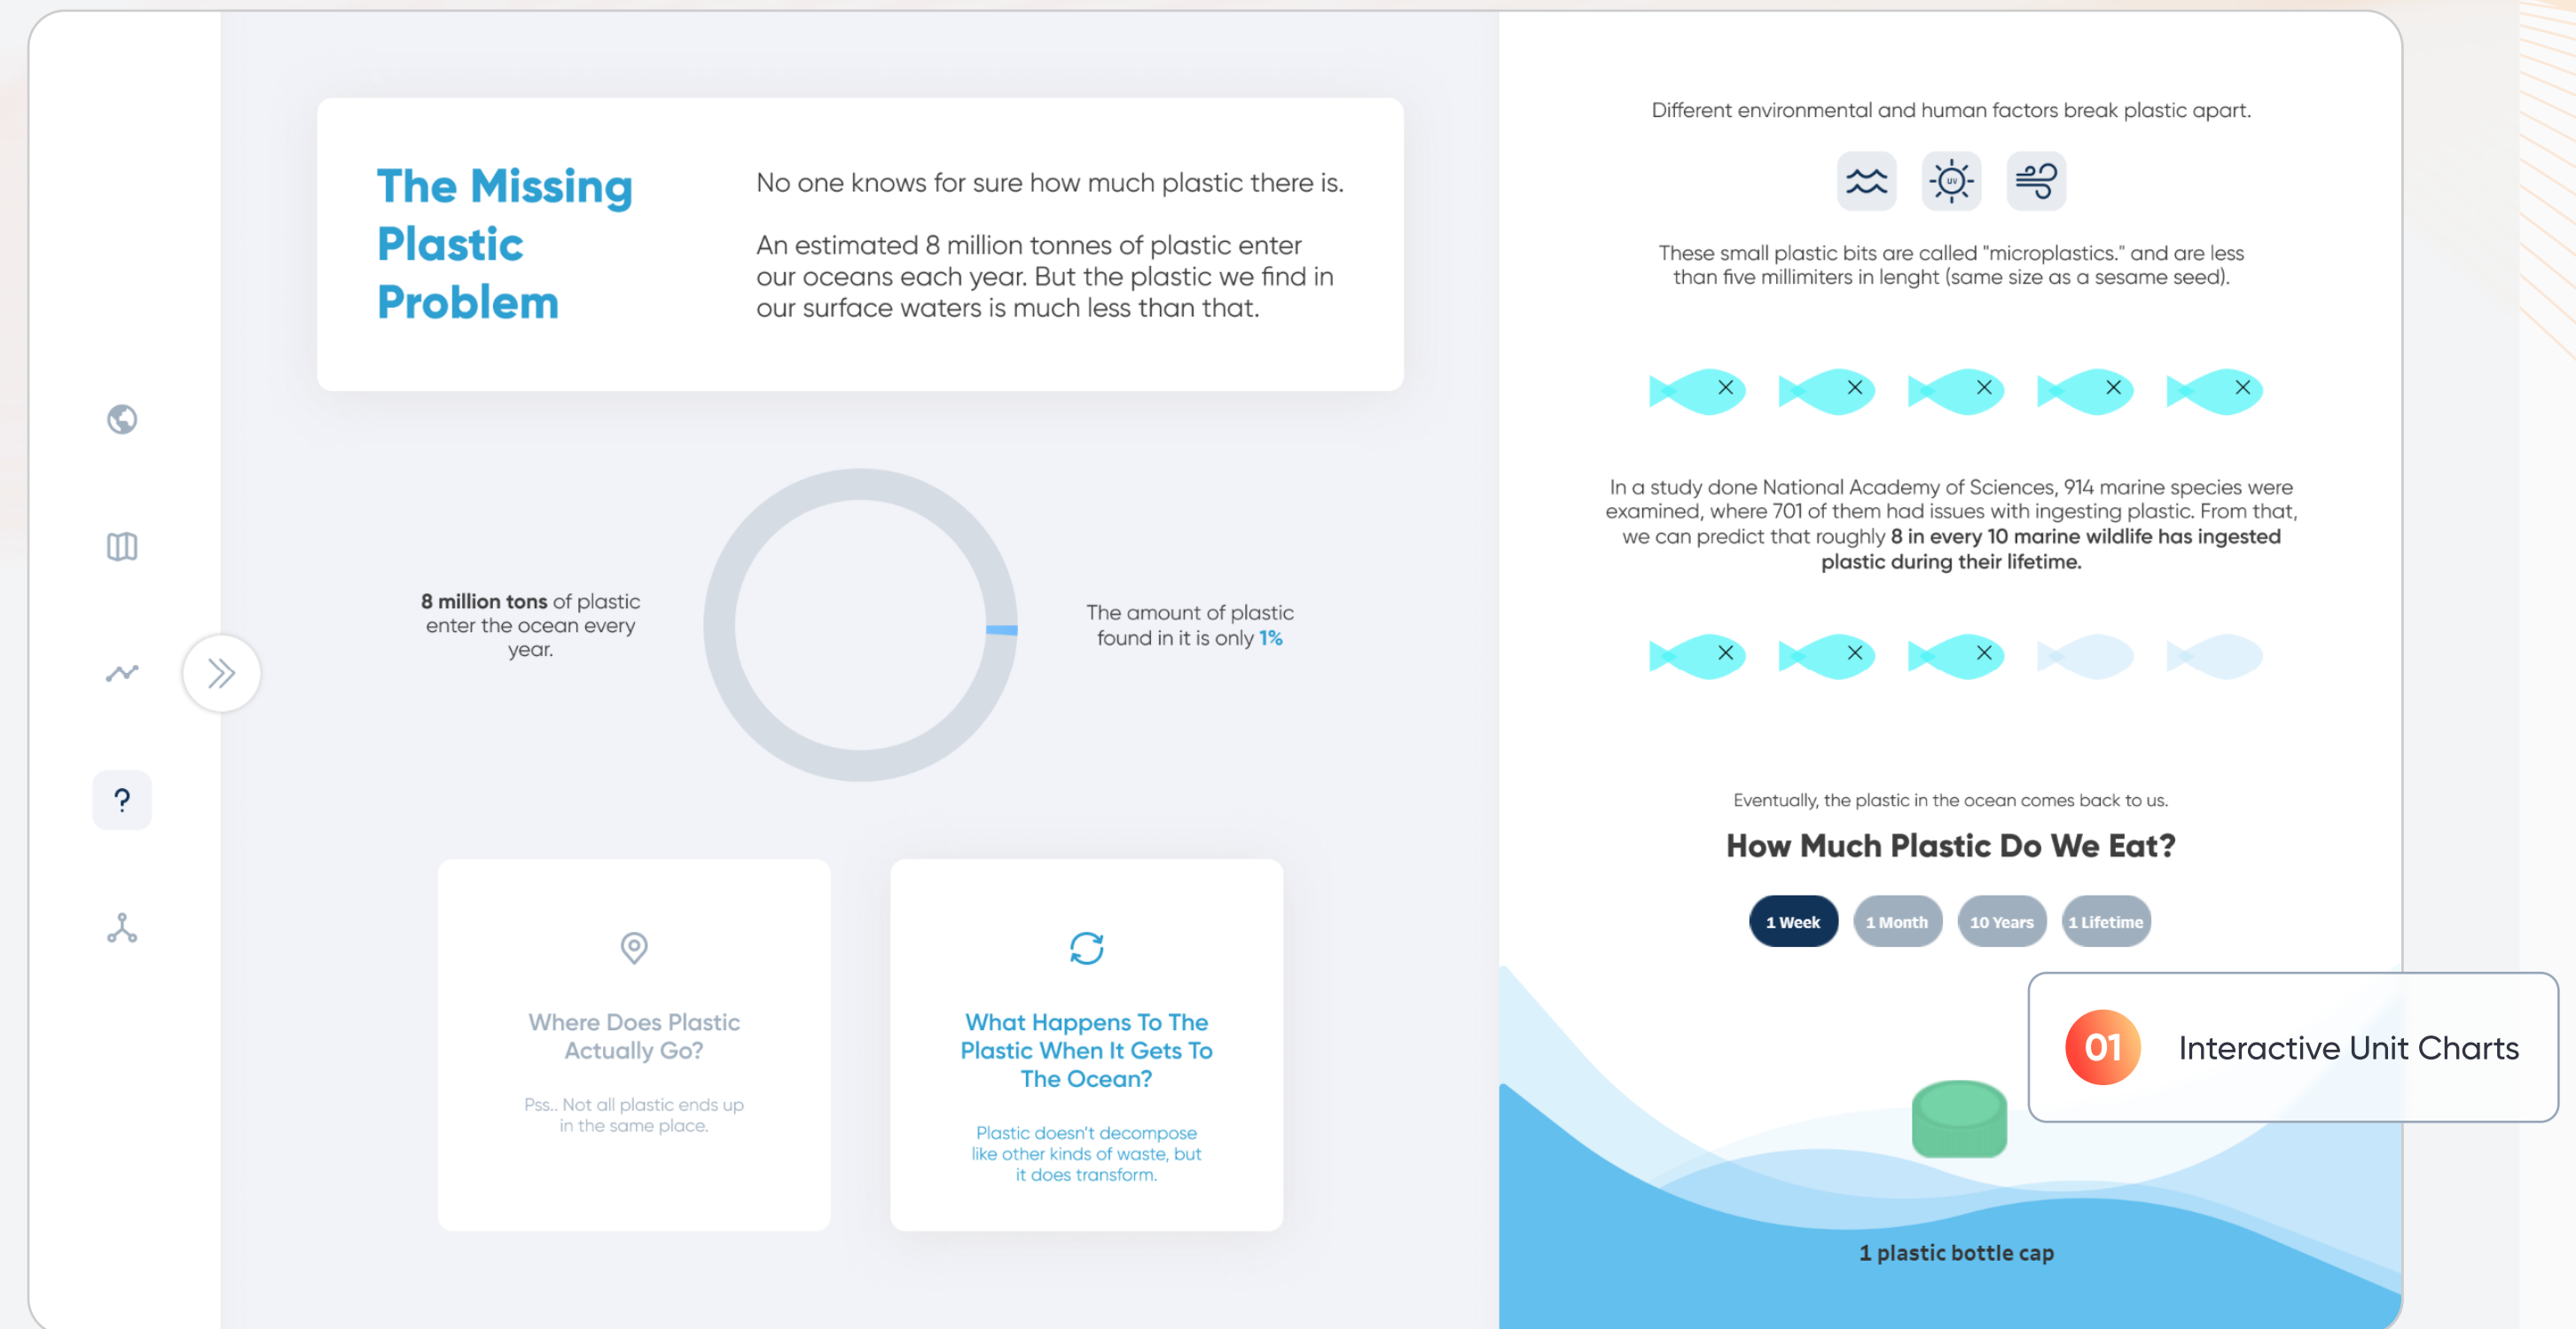 The Missing
Plastic
Problem
No one knows for sure how much plastic there is.
An estimated 8 million tonnes of plastic enter
our oceans each year. But the plastic we find in
our surface waters is much less than that.
8 million tons of plastic
enter the ocean every
year.
The amount of plastic
found in it is only 1%
?
Where Does Plastic
Actually Go?
Pss.. Not all plastic ends up
in the same place.
What Happens To The
Plastic When It Gets To
The Ocean?
Plastic doesn't decompose
like other kinds of waste, but
it does transform.
Different environmental and human factors break plastic apart.
UV
These small plastic bits are called "microplastics." and are less
than five millimiters in lenght (same size as a sesame seed).
In a study done National Academy of Sciences, 914 marine species were
examined, where 701 of them had issues with ingesting plastic. From that,
we can predict that roughly 8 in every 10 marine wildlife has ingested
plastic during their lifetime.
Eventually, the plastic in the ocean comes back to us.
How Much Plastic Do We Eat?
1 Week
1 Month
10 Years
1 Lifetime
01 Interactive Unit Charts
1 plastic bottle cap